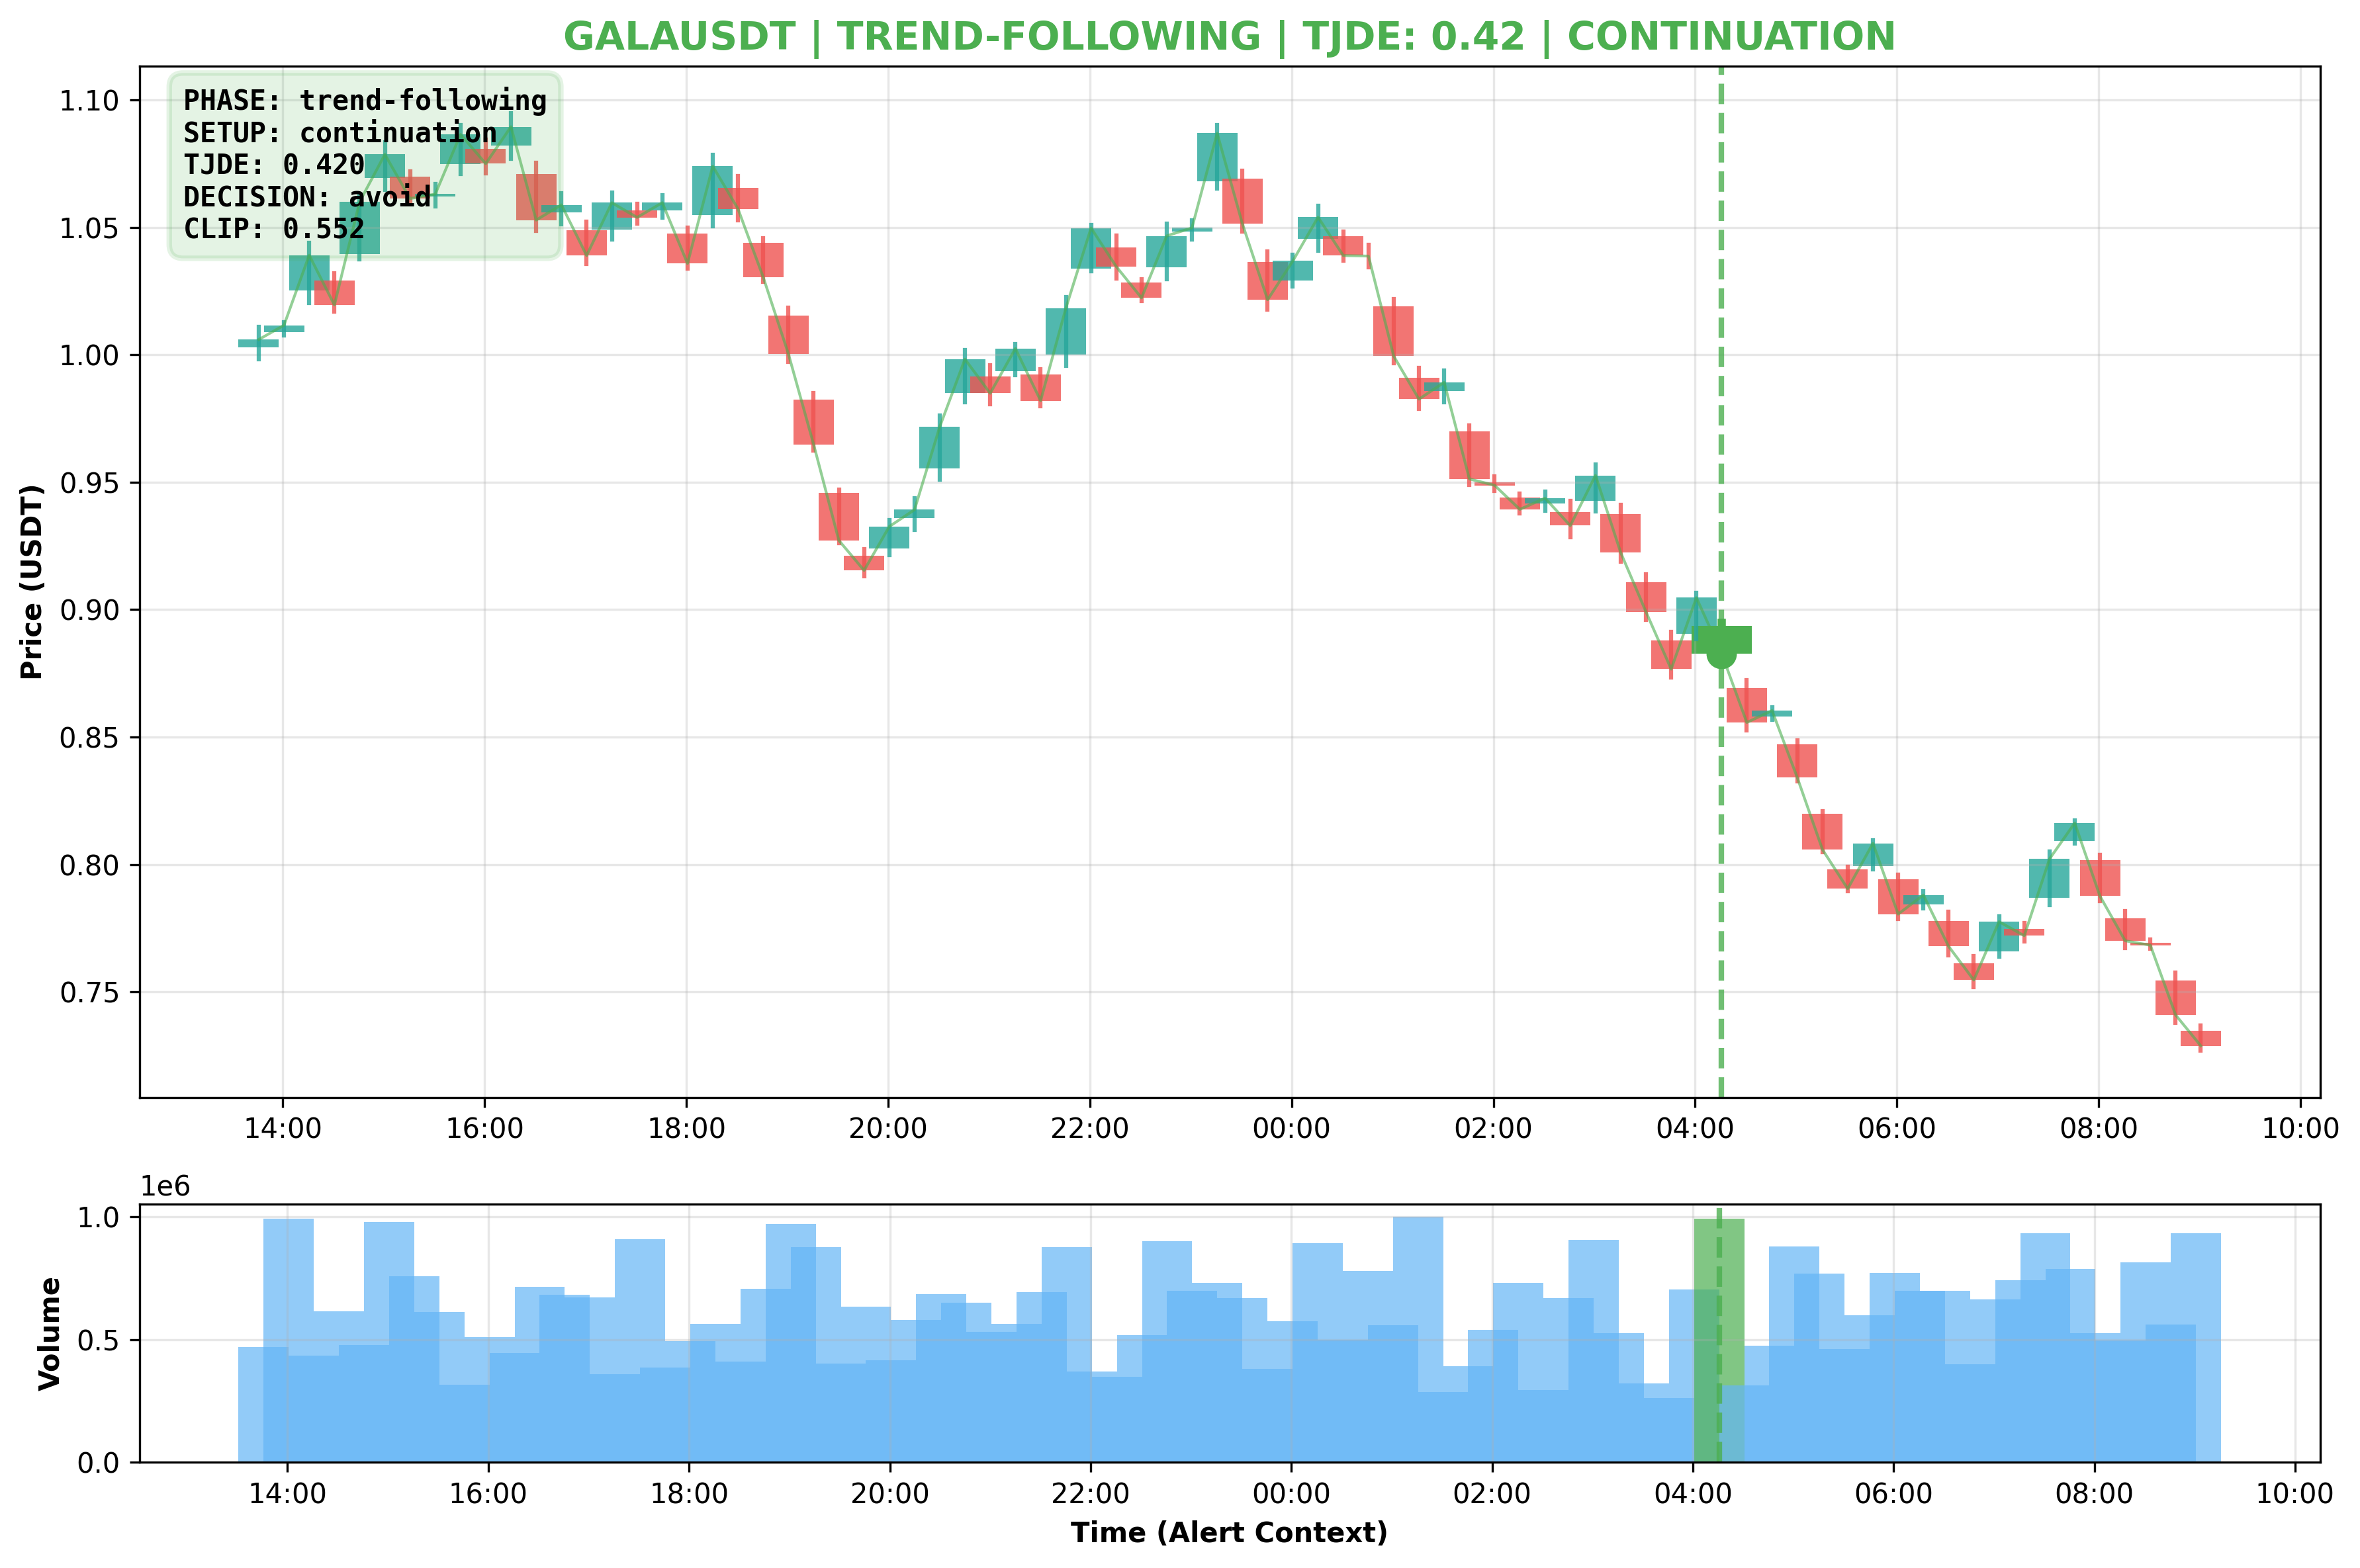 GALAUSDT | TREND-FOLLOWING | TJDE: 0.42 | CONTINUATION
PHASE: trend-following
SETUP: continuation
TJDE: 0.420
DECISION: avoid
CLIP: 0.552
Price (USDT)
1.10
1.05
1.00
0.95
0.90
0.85
0.80
0.75
14:00 16:00 18:00 20:00 22:00 00:00 02:00 04:00 06:00 08:00 10:00
1e6
Volume
1.0
0.5
0.0
14:00 16:00 18:00 20:00 22:00 00:00 02:00 04:00 06:00 08:00 10:00
Time (Alert Context)